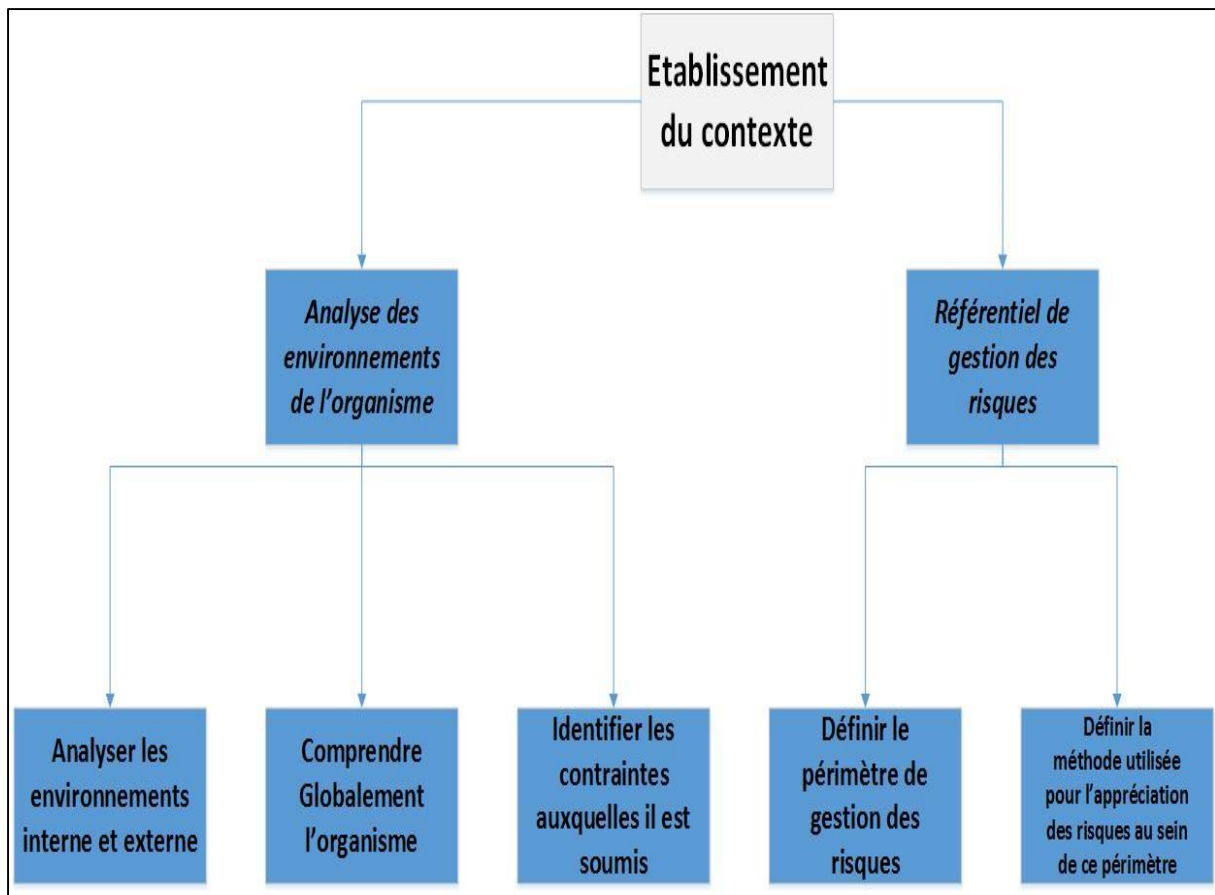 Etablissement
du contexte
Analyse des
environnements
de l'organisme
Référentiel de
gestion des
risques
Analyser les
environnements
interne et externe
Comprendre
Globalement
l'organisme
Identifier les
contraintes
auxquelles il est
soumis
Définir le
périmètre de
gestion des
risques
Définir la
méthode utilisée
pour l'appréciation
des risques au sein
de ce périmètre